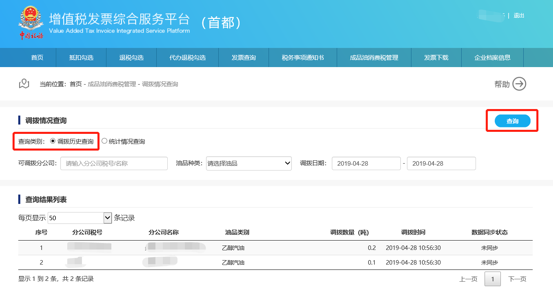 增值税发票综合服务平台 （首都）
Value Added Tax Invoice Integrated Service Platform
| 退出
首页 抵扣勾选 退税勾选 代办退税勾选 发票查询 税务事项通知书 成品油消费税管理 发票下载 企业档案信息
当前位置：首页 - 成品油消费税管理 - 调拨情况查询 帮助
调拨情况查询 查询
查询类别： 调拨历史查询 统计情况查询
可调拨分公司： 请输入分公司税号/名称 油品种类： 请选择油品 调拨日期： 2019-04-28 - 2019-04-28
查询结果列表
每页显示 50 条记录
序号 分公司税号 分公司名称 油品类别 调拨数量（吨） 调拨时间 数据同步状态
1 乙醇汽油 0.2 2019-04-28 10:56:30 未同步
2 乙醇汽油 0.1 2019-04-28 10:56:30 未同步
显示 1 到 2 条，共 2 条记录 上一页 1 下一页